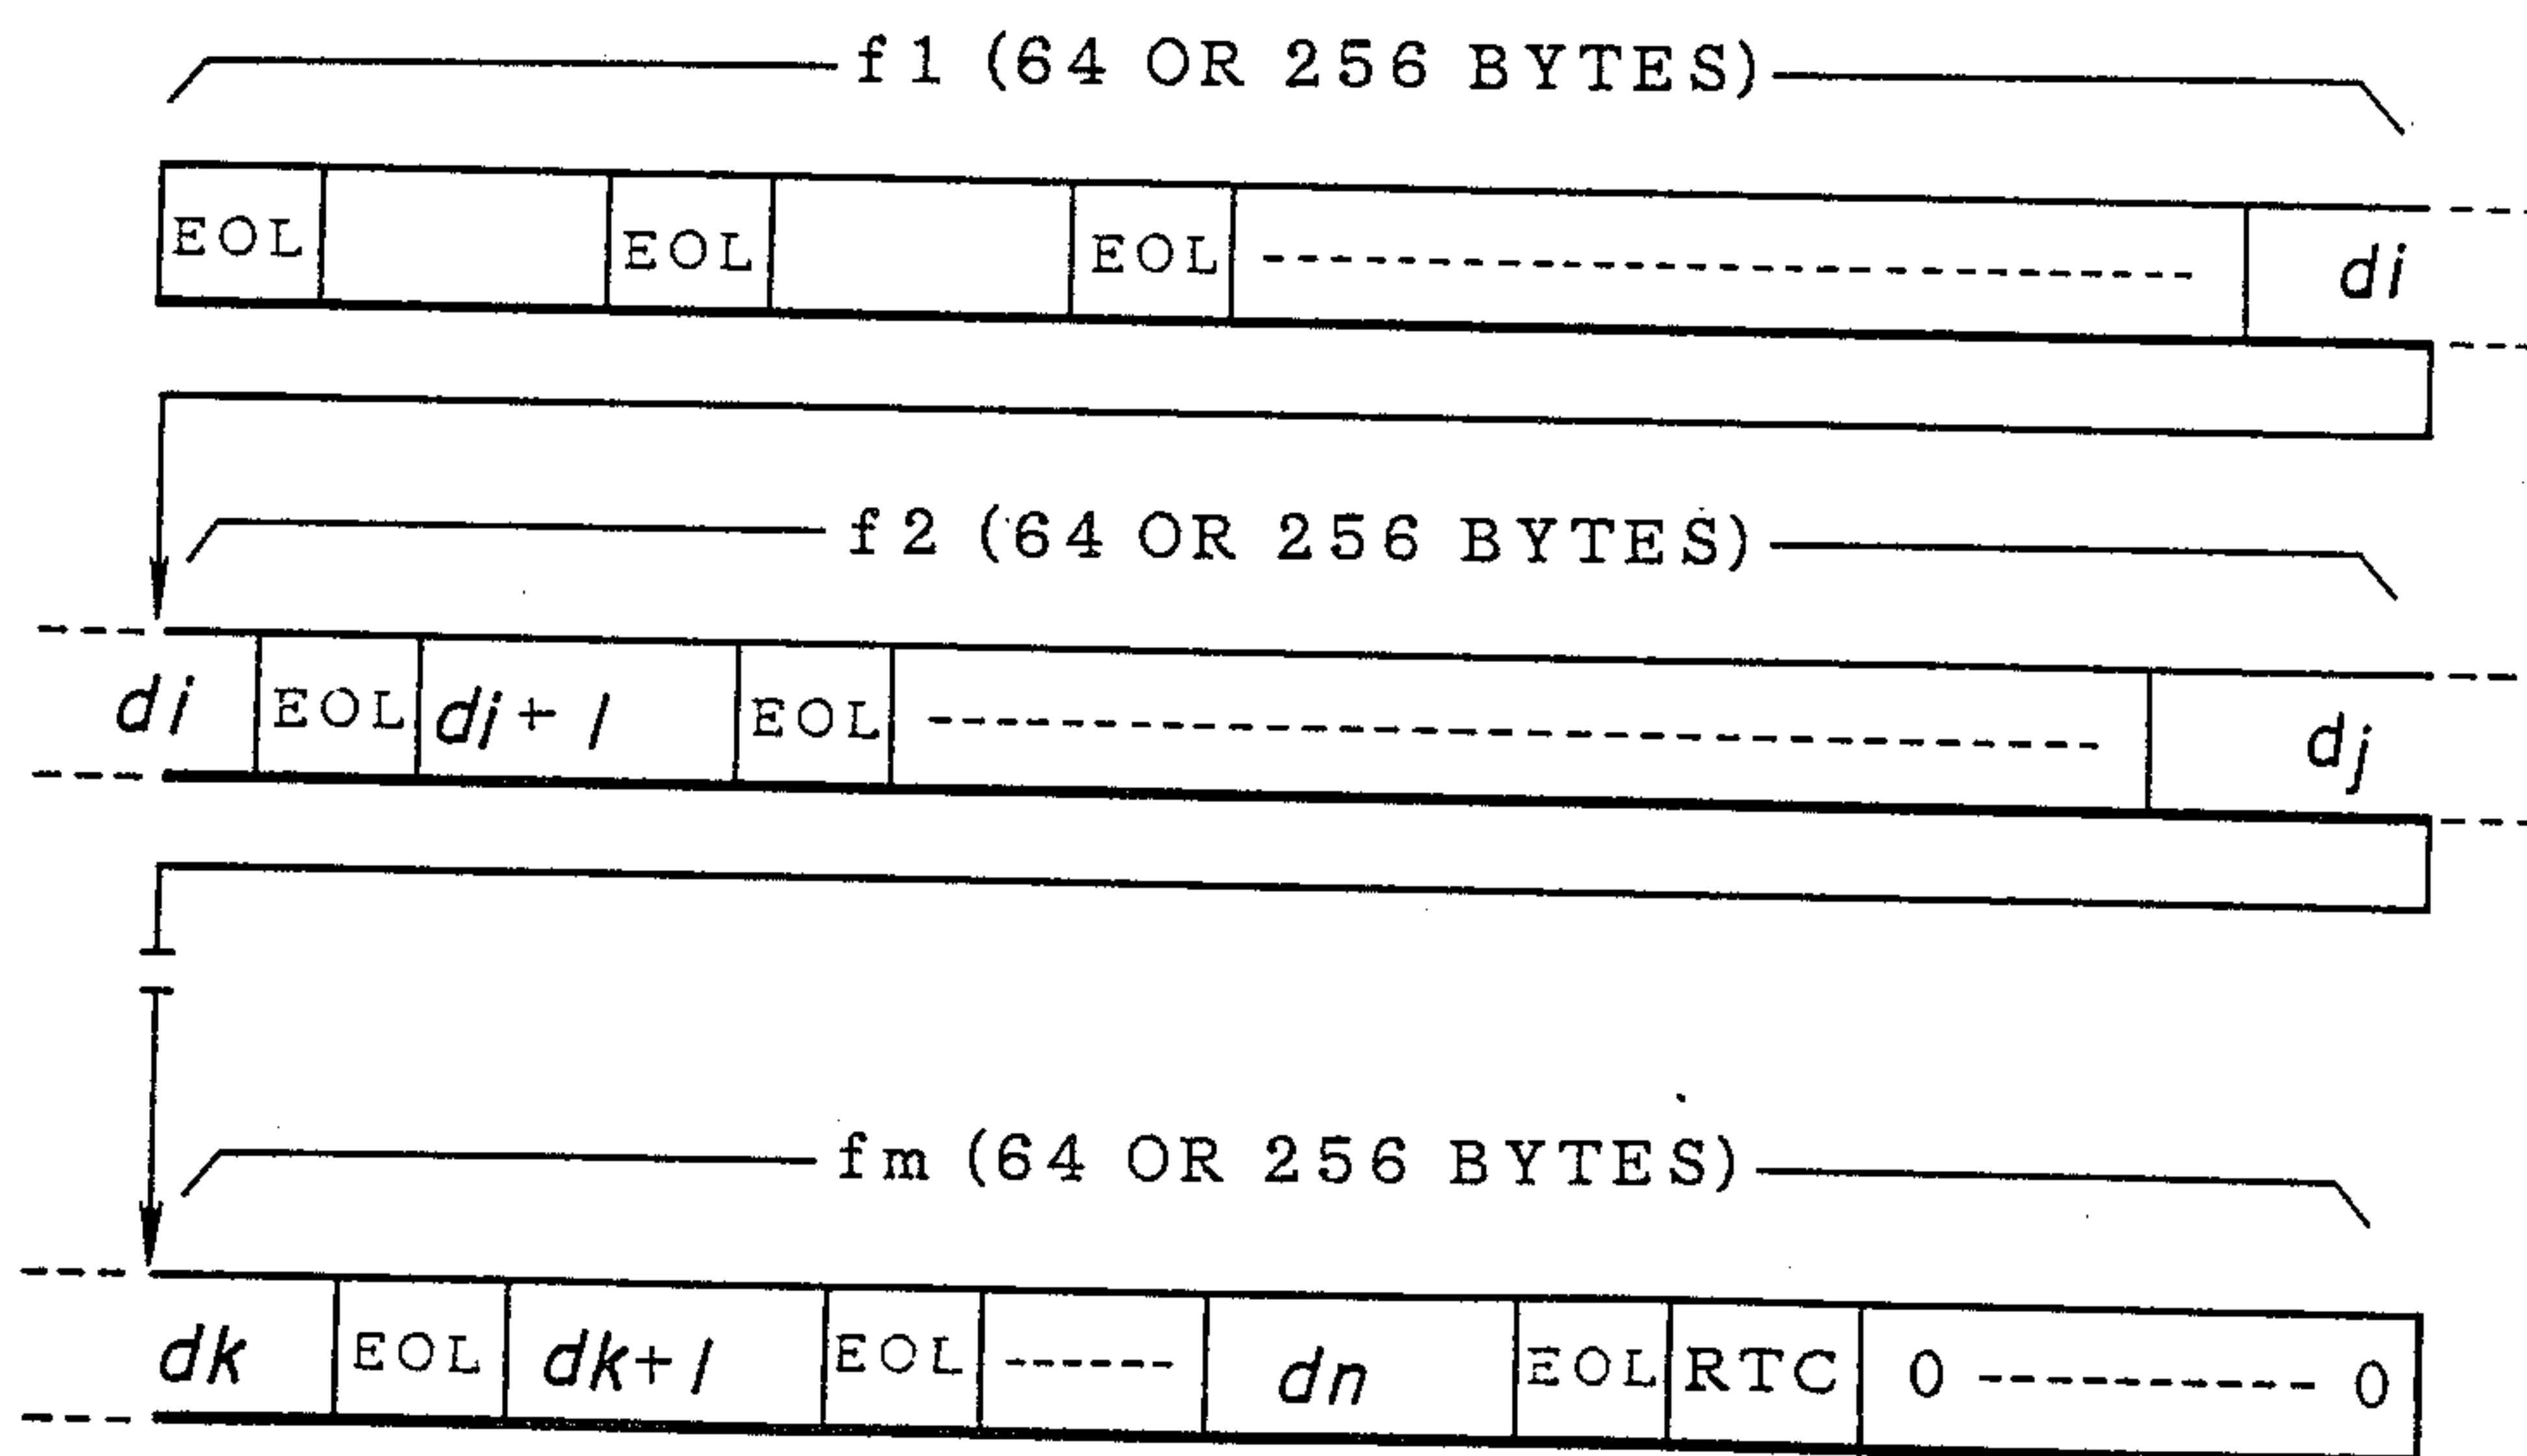 f1 (64 OR 256 BYTES)
EOL EOL EOL di
f2 (64 OR 256 BYTES)
di EOL di+1 EOL dj
fm (64 OR 256 BYTES)
dk EOL dk+1 EOL dn EOL RTC 0 0